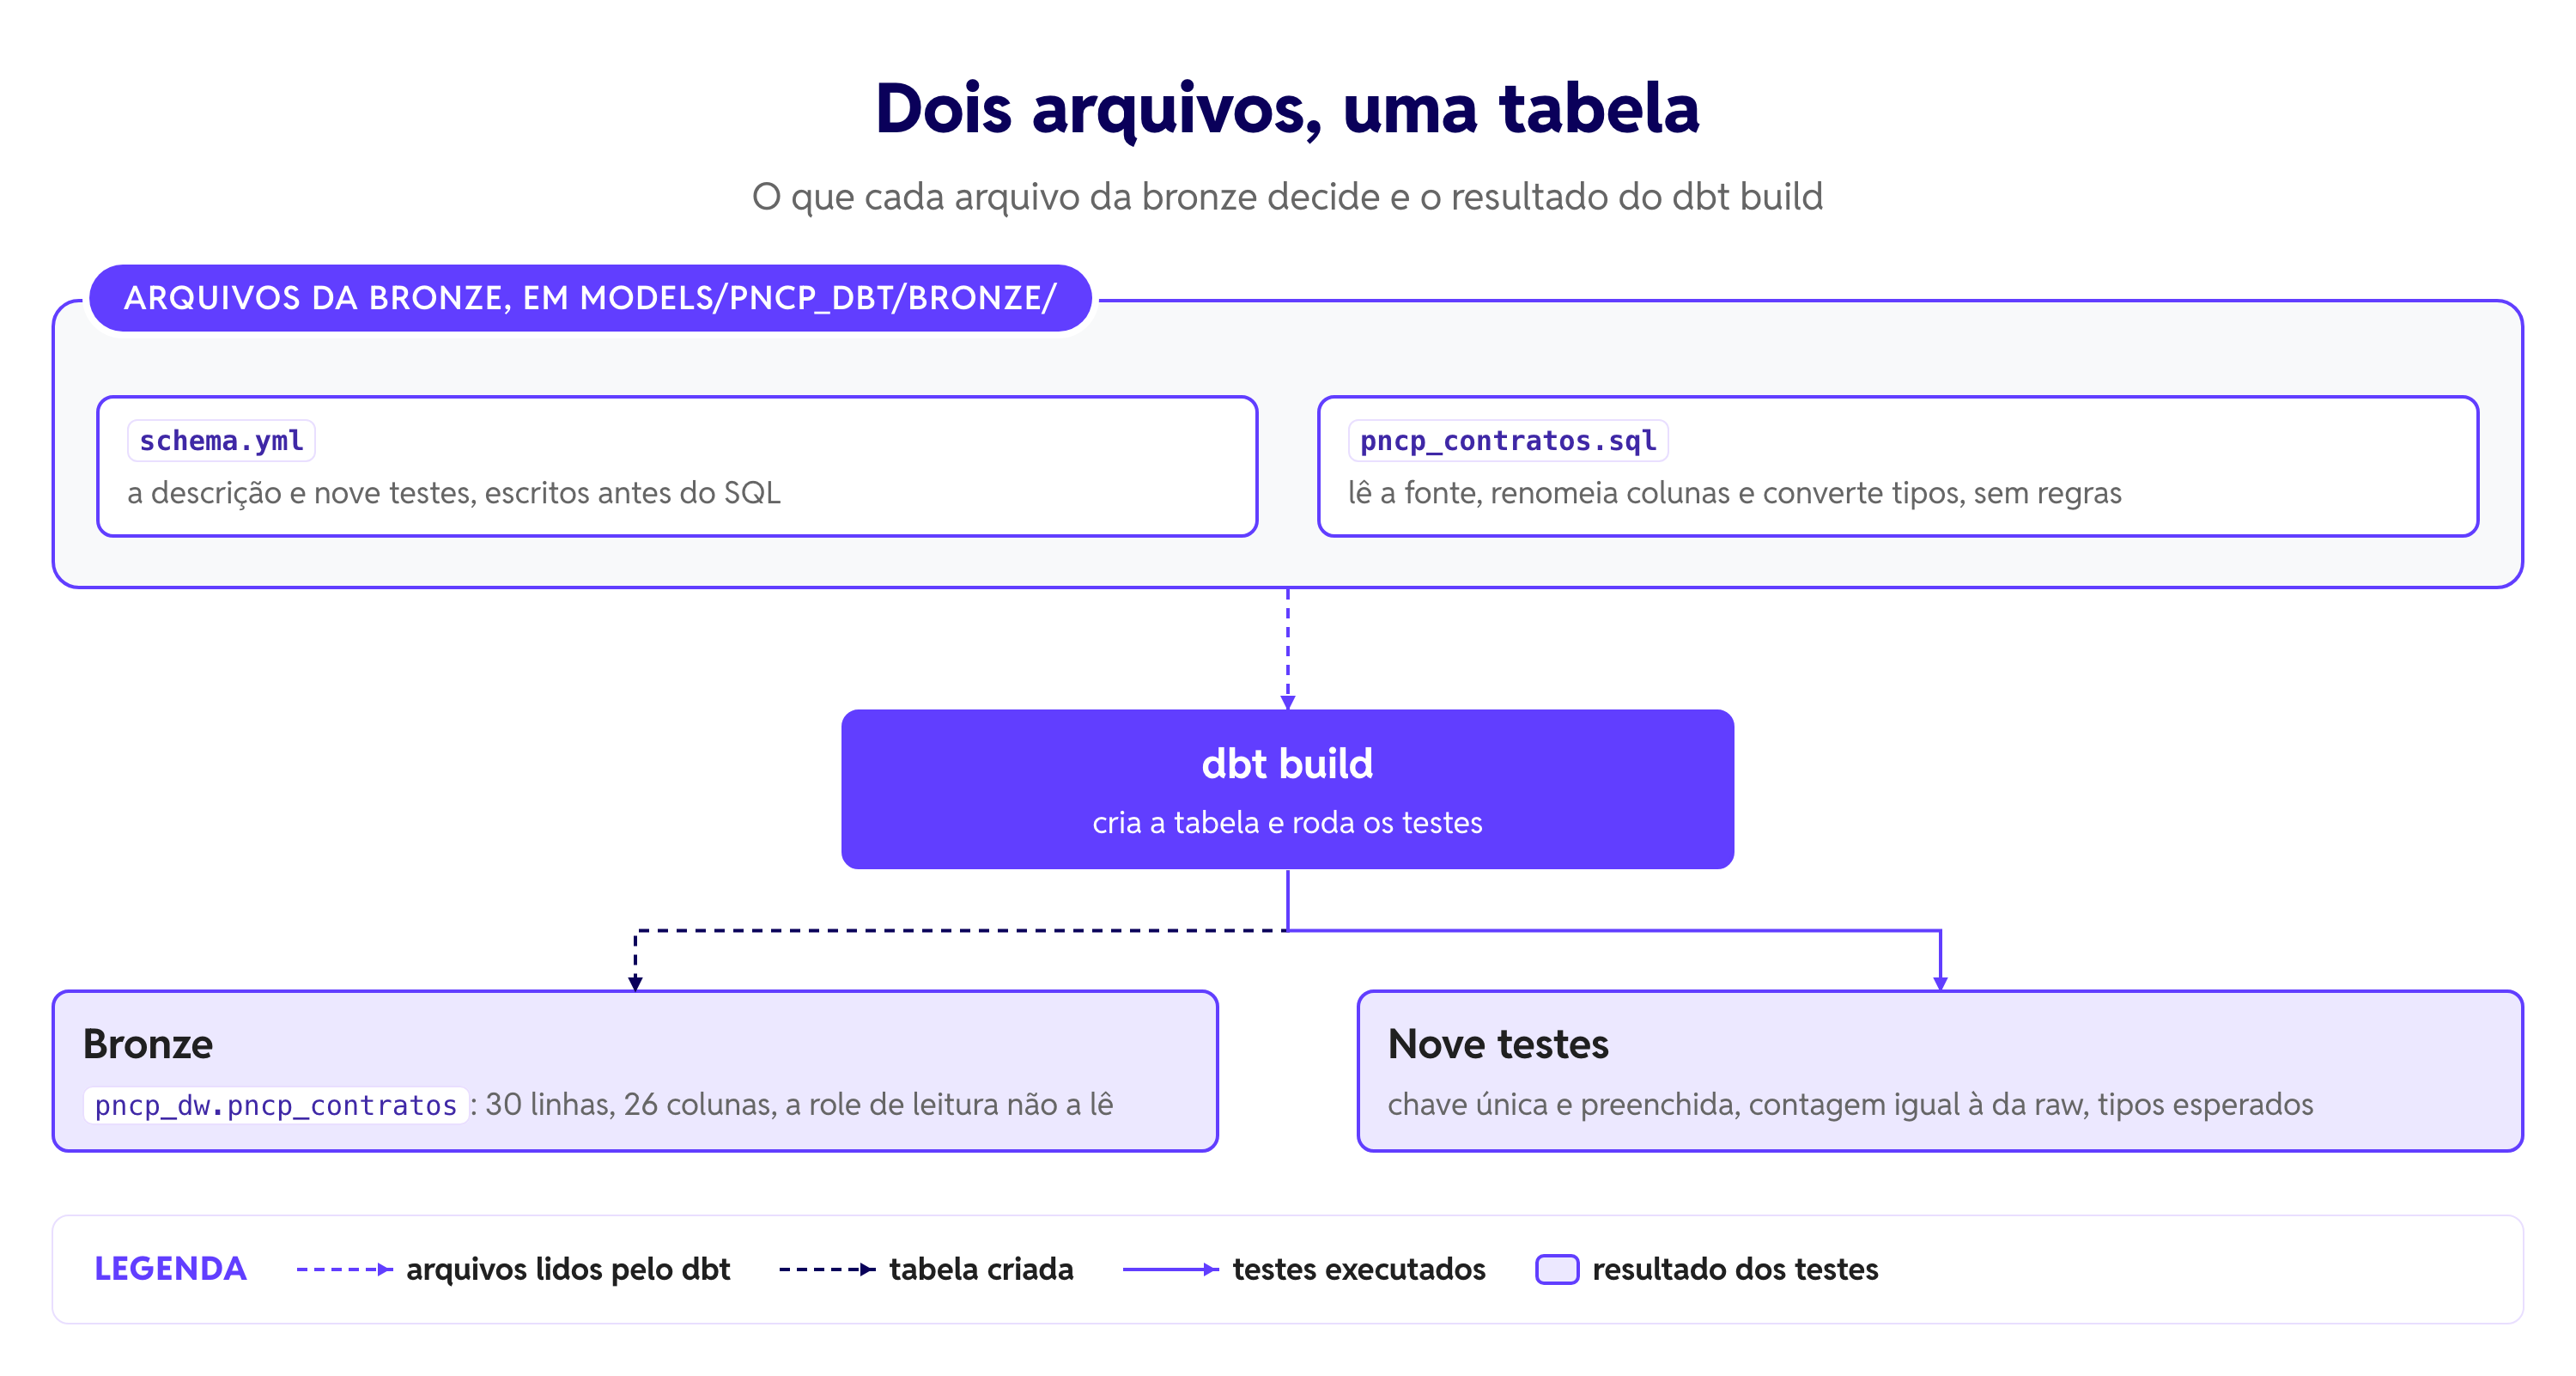 Dois arquivos, uma tabela
O que cada arquivo da bronze decide e o resultado do dbt build
ARQUIVOS DA BRONZE, EM MODELS/PNCP_DBT/BRONZE/
schema.yml
a descrição e nove testes, escritos antes do SQL
pncp_contratos.sql
lê a fonte, renomeia colunas e converte tipos, sem regras
dbt build
cria a tabela e roda os testes
Bronze
pncp_dw.pncp_contratos: 30 linhas, 26 colunas, a role de leitura não a lê
Nove testes
chave única e preenchida, contagem igual à da raw, tipos esperados
LEGENDA
arquivos lidos pelo dbt
tabela criada
testes executados
resultado dos testes